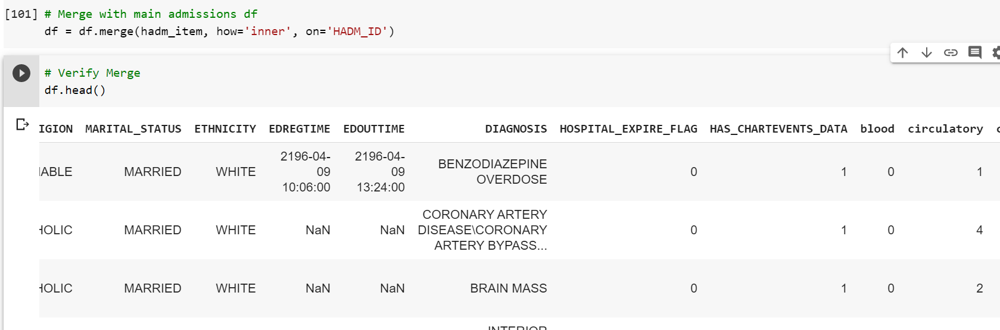 [101] # Merge with main admissions df
df = df.merge(hadm_item, how='inner', on='HADM_ID')
# Verify Merge
df.head()
IGION MARITAL_STATUS ETHNICITY EDREGTIME EDOUTTIME DIAGNOSIS HOSPITAL_EXPIRE_FLAG HAS_CHARTEVENTS_DATA blood circulatory
2196-04- 2196-04-
BENZODIAZEPINE
IABLE MARRIED WHITE 09 09 0 1 0 1
OVERDOSE
10:06:00 13:24:00
CORONARY ARTERY
HOLIC MARRIED WHITE NaN NaN DISEASE\CORONARY 0 1 0 4
ARTERY BYPASS...
HOLIC MARRIED WHITE NaN NaN BRAIN MASS 0 1 0 2
INTERIOR